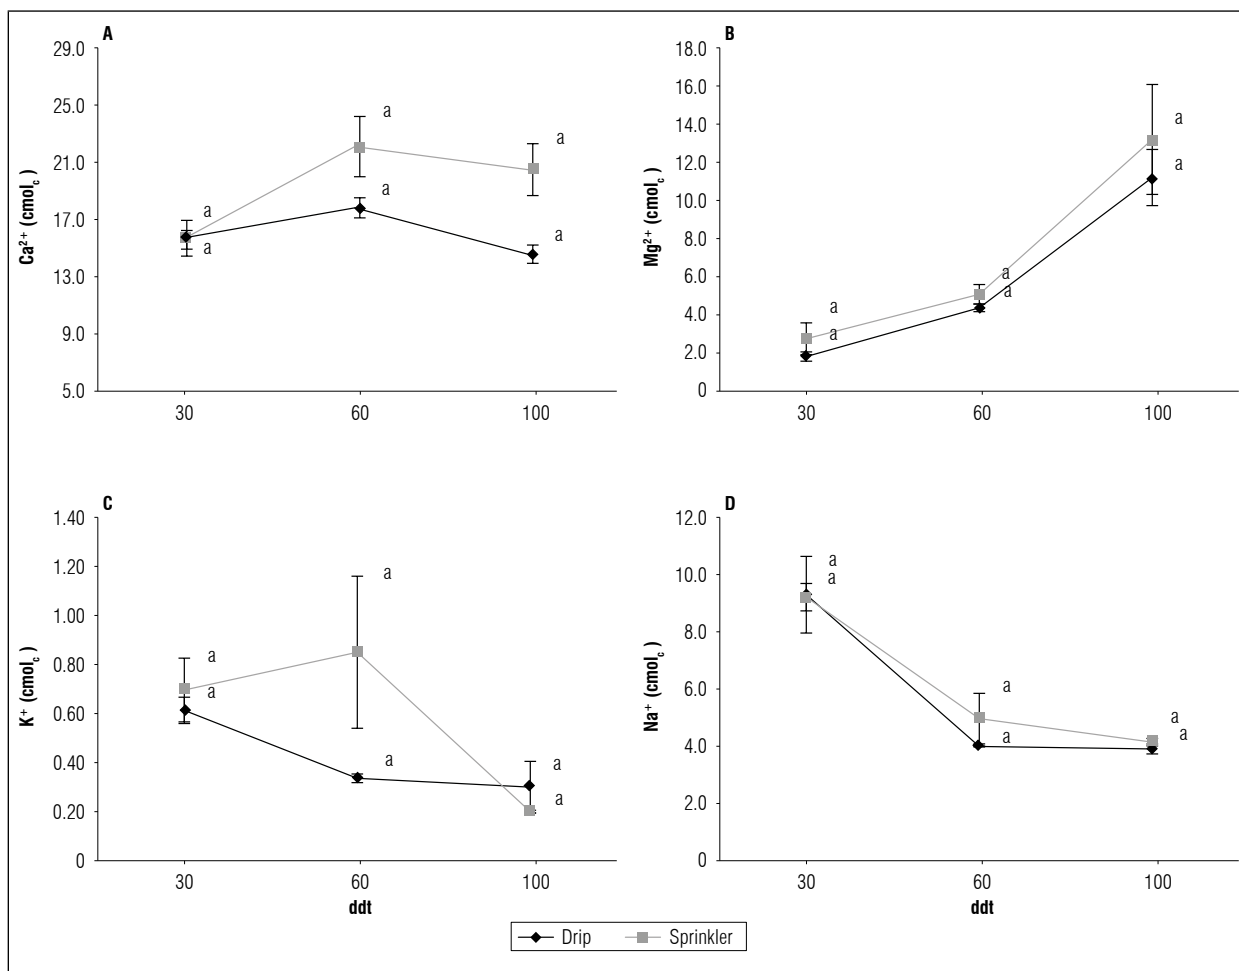 A
29.0
25.0
21.0
17.0
13.0
9.0
5.0
Ca²⁺ (cmol꜀)
a
a
a
a
a
a
30
60
100
B
18.0
16.0
14.0
12.0
10.0
8.0
6.0
4.0
2.0
0
Mg²⁺ (cmol꜀)
a
a
a
a
a
a
30
60
100
C
1.40
1.20
1.00
0.80
0.60
0.40
0.20
0
K⁺ (cmol꜀)
a
a
a
a
a
a
30
60
100
ddt
D
12.0
10.0
8.0
6.0
4.0
2.0
0
Na⁺ (cmol꜀)
a
a
a
a
a
a
30
60
100
ddt
Drip
Sprinkler